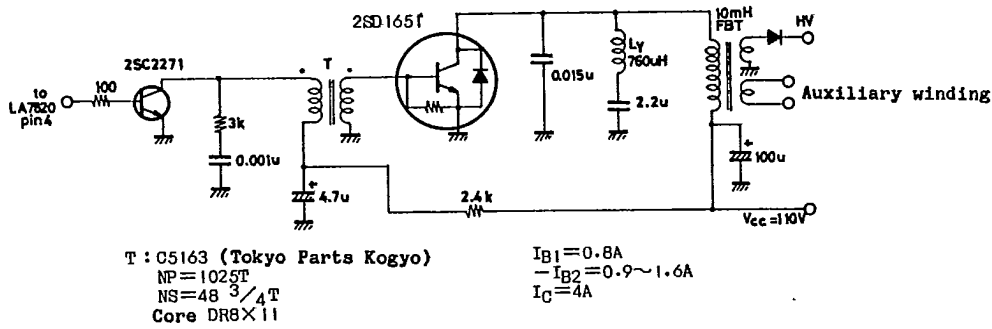 2SD1651
10mH
FBT
HV
2SC2271
T
100
to
LA7820
pin4
3k
0.001u
4.7u
0.015u
LY
760uH
2.2u
Auxiliary winding
100u
2.4k
VCC=110V
T : C5163 (Tokyo Parts Kogyo)
NP=1025T
NS=48 3/4T
Core DR8×11
IB1=0.8A
−IB2=0.9~1.6A
IC=4A